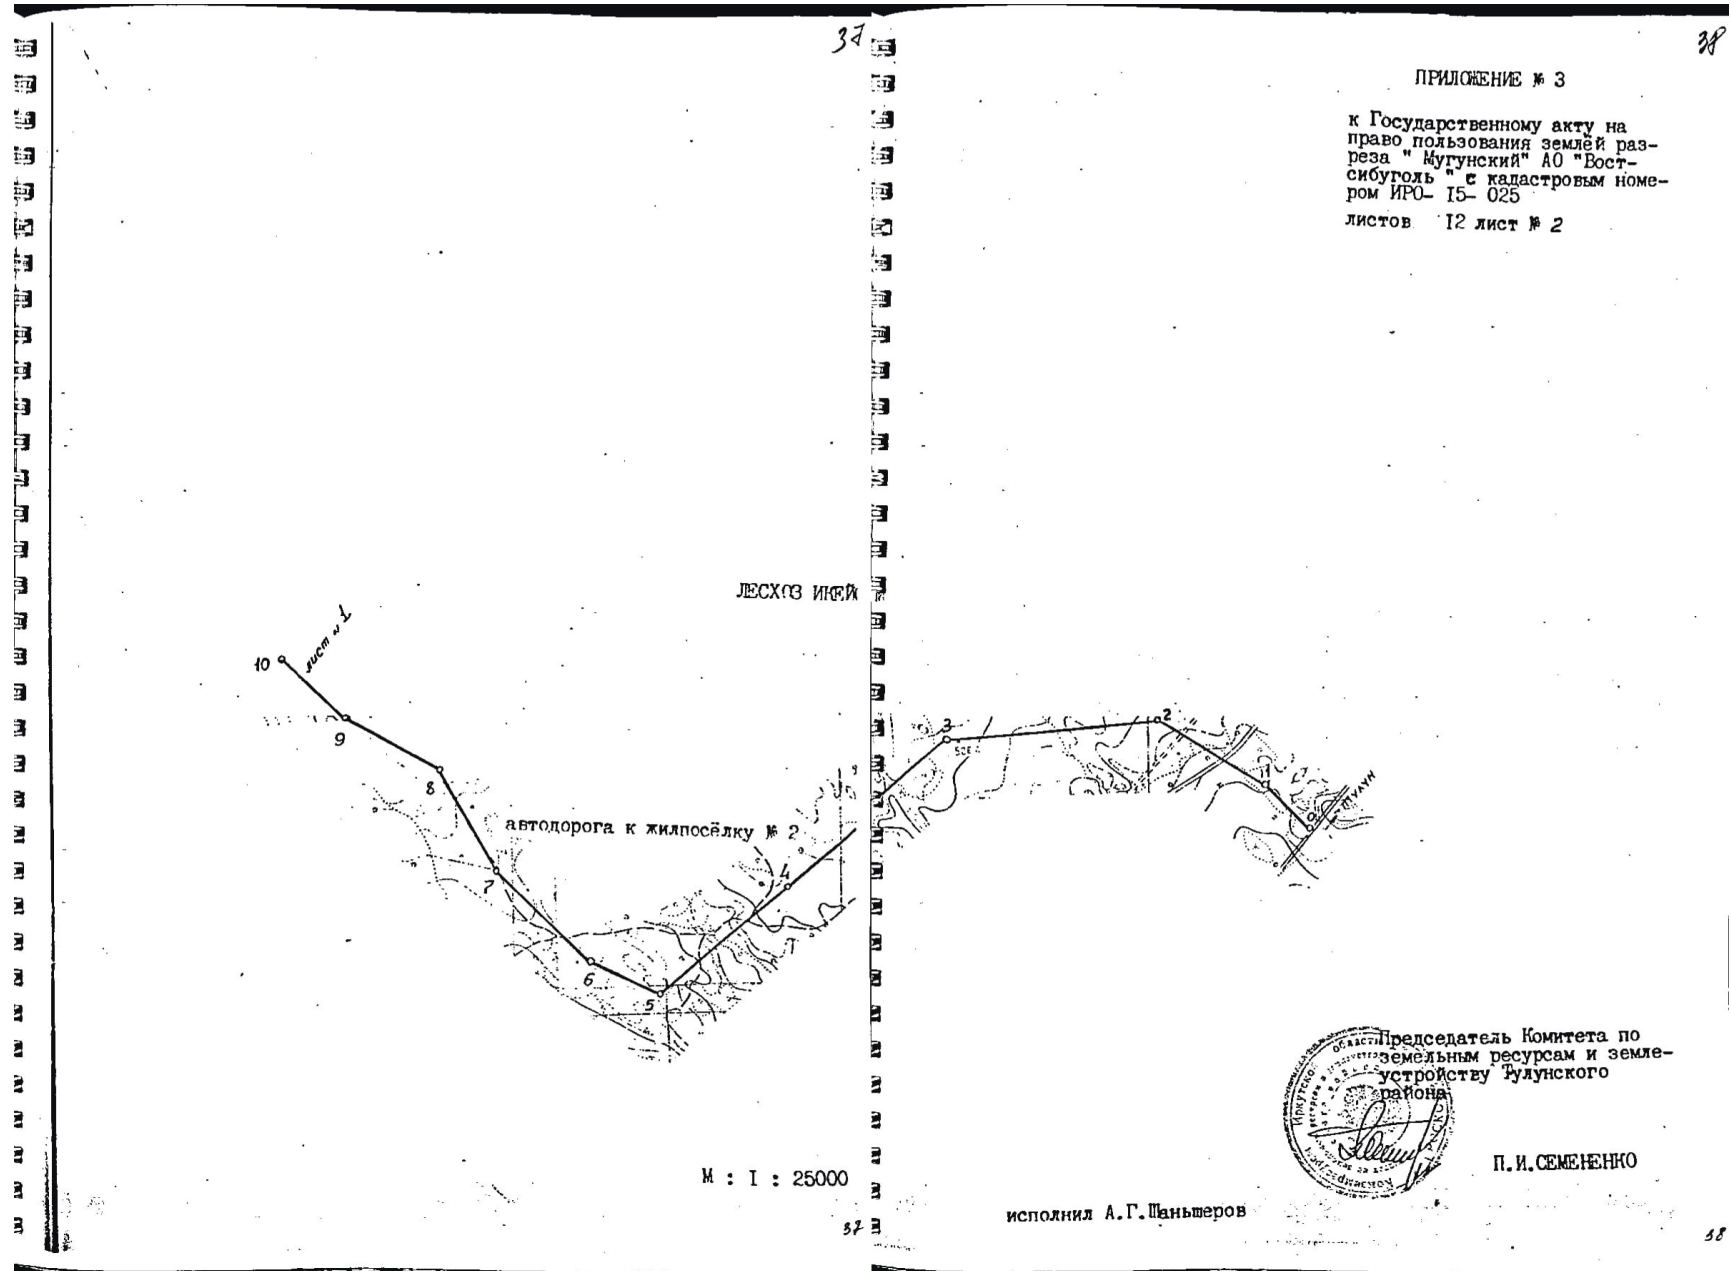 37
38
ПРИЛОЖЕНИЕ № 3
к Государственному акту на
право пользования землёй раз-
реза " Мугунский" АО "Вост-
сибуголь " с кадастровым номе-
ром ИРО- I5- 025
листов I2 лист № 2
ЛЕСХОЗ ИКЕЙ
лист № 1
10
9
8
7
6
5
4
3
2
1
0
ТУЛУН
автодорога к жилпосёлку № 2
Председатель Комитета по
земельным ресурсам и земле-
устройству Тулунского
района
П.И.СЕМЕНЕНКО
М : I : 25000
исполнил А.Г.Шаньшеров
37
38